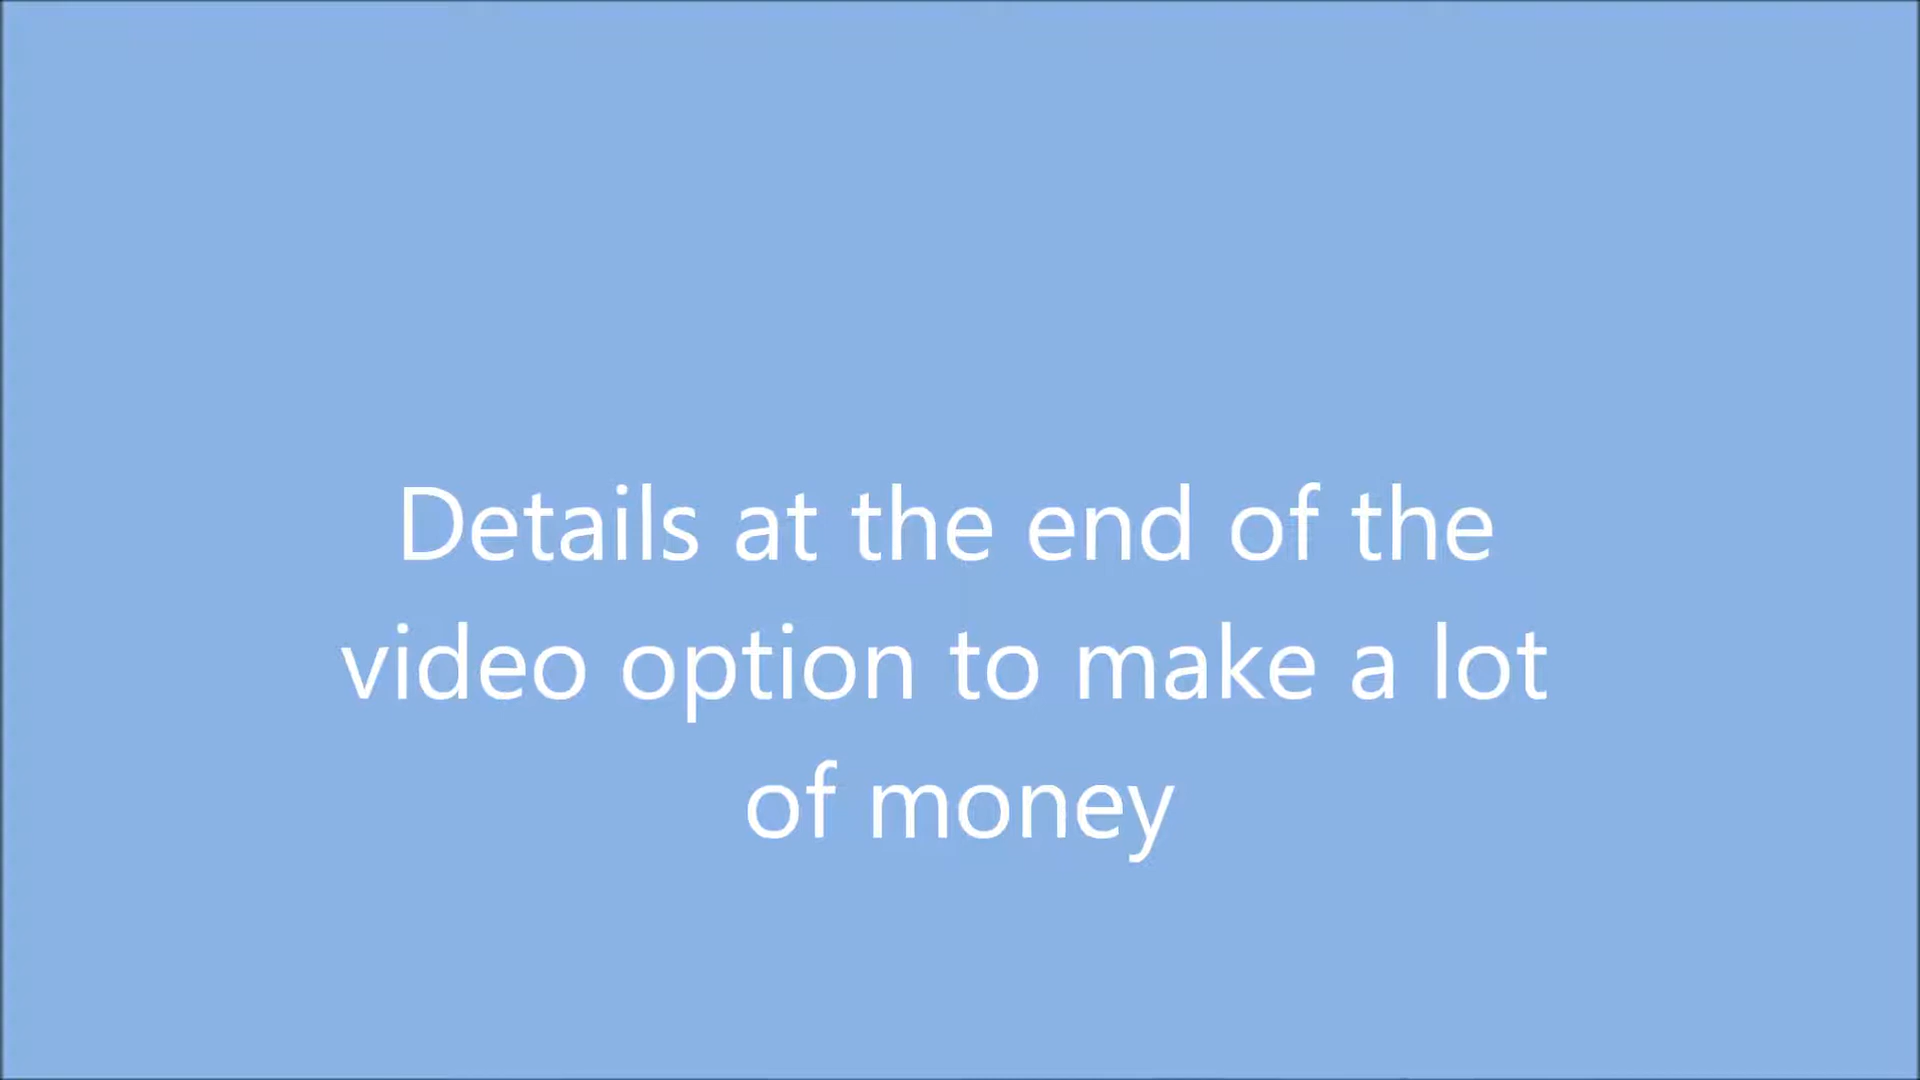 Details at the end of the
video option to make a lot
of money